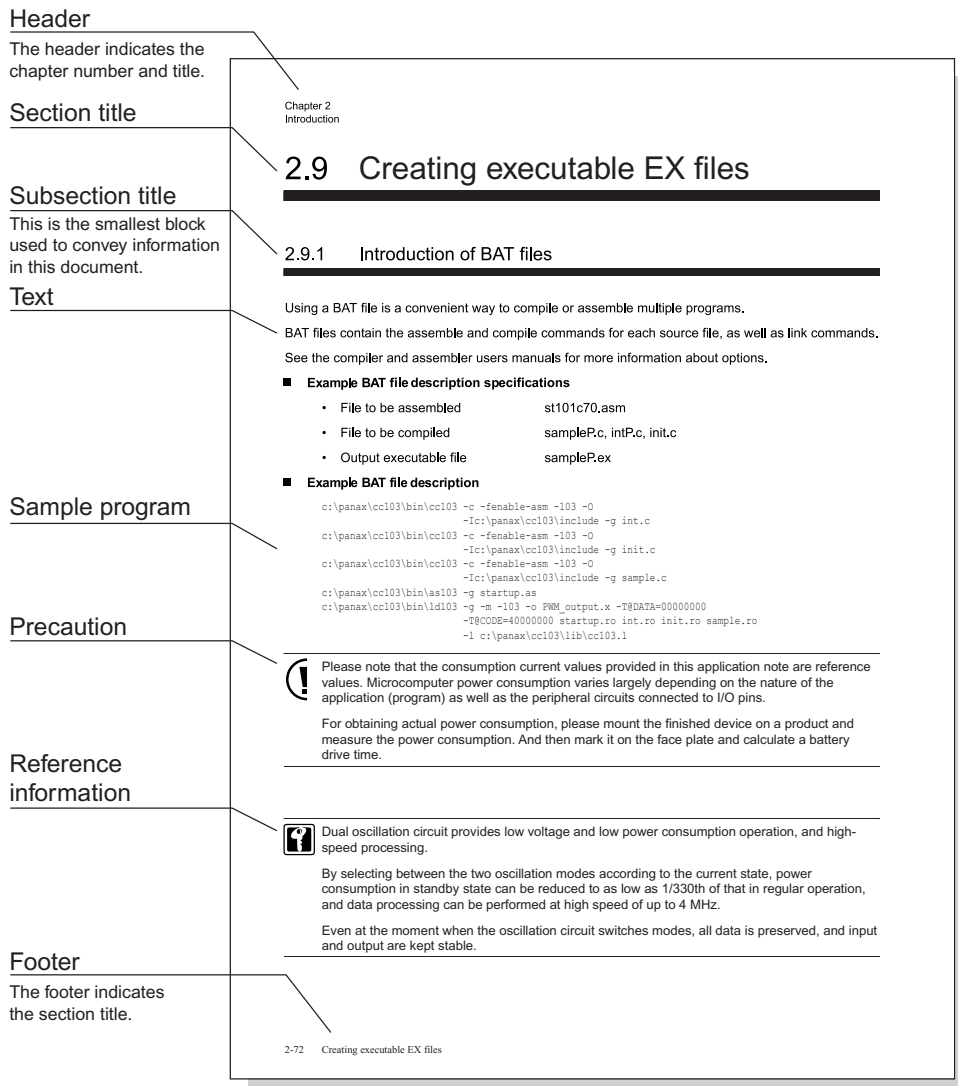 Header
The header indicates the
chapter number and title.
Section title
Subsection title
This is the smallest block
used to convey information
in this document.
Text
Sample program
Precaution
Reference
information
Footer
The footer indicates
the section title.
Chapter 2
Introduction
2.9 Creating executable EX files
2.9.1 Introduction of BAT files
Using a BAT file is a convenient way to compile or assemble multiple programs.
BAT files contain the assemble and compile commands for each source file, as well as link commands.
See the compiler and assembler users manuals for more information about options.
■ Example BAT file description specifications
• File to be assembled st101c70.asm
• File to be compiled sampleP.c, intP.c, init.c
• Output executable file sampleP.ex
■ Example BAT file description
c:\panax\cc103\bin\cc103 -c -fenable-asm -103 -O
-Ic:\panax\cc103\include -g int.c
c:\panax\cc103\bin\cc103 -c -fenable-asm -103 -O
-Ic:\panax\cc103\include -g init.c
c:\panax\cc103\bin\cc103 -c -fenable-asm -103 -O
-Ic:\panax\cc103\include -g sample.c
c:\panax\cc103\bin\as103 -g startup.as
c:\panax\cc103\bin\ld103 -g -m -103 -o PWM_output.x -T@DATA=00000000
-T@CODE=40000000 startup.ro int.ro init.ro sample.ro
-l c:\panax\cc103\lib\cc103.l
Please note that the consumption current values provided in this application note are reference
values. Microcomputer power consumption varies largely depending on the nature of the
application (program) as well as the peripheral circuits connected to I/O pins.
For obtaining actual power consumption, please mount the finished device on a product and
measure the power consumption. And then mark it on the face plate and calculate a battery
drive time.
Dual oscillation circuit provides low voltage and low power consumption operation, and high-
speed processing.
By selecting between the two oscillation modes according to the current state, power
consumption in standby state can be reduced to as low as 1/330th of that in regular operation,
and data processing can be performed at high speed of up to 4 MHz.
Even at the moment when the oscillation circuit switches modes, all data is preserved, and input
and output are kept stable.
2-72 Creating executable EX files